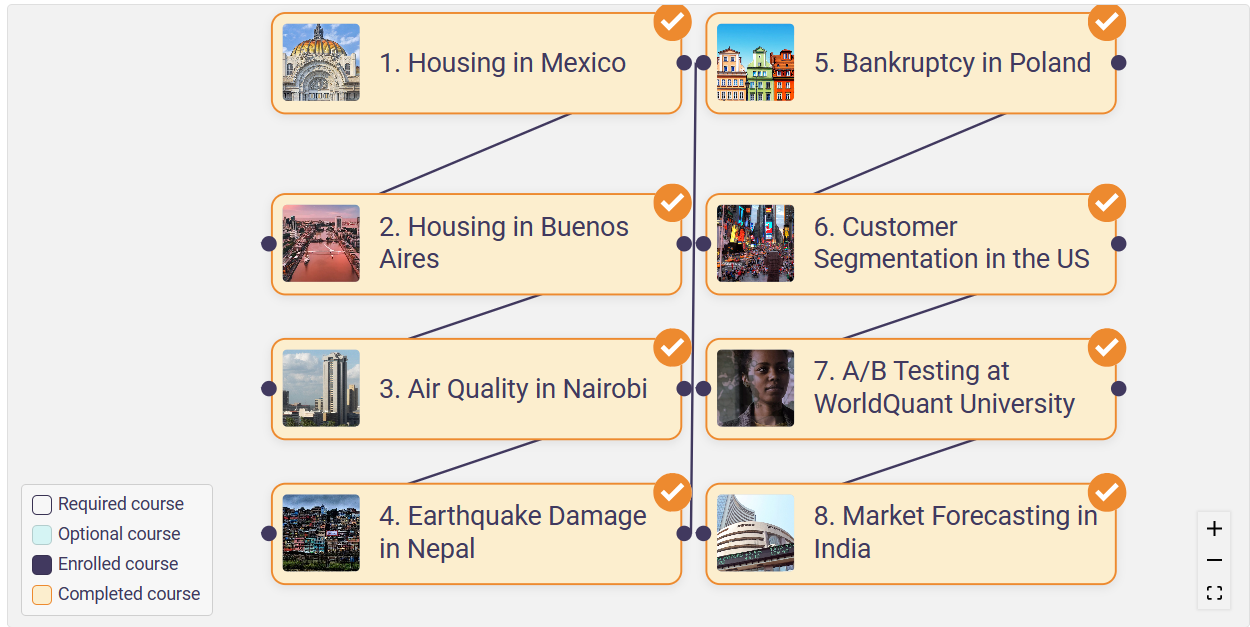 1. Housing in Mexico
2. Housing in Buenos
Aires
3. Air Quality in Nairobi
4. Earthquake Damage
in Nepal
5. Bankruptcy in Poland
6. Customer
Segmentation in the US
7. A/B Testing at
WorldQuant University
8. Market Forecasting in
India
Required course
Optional course
Enrolled course
Completed course